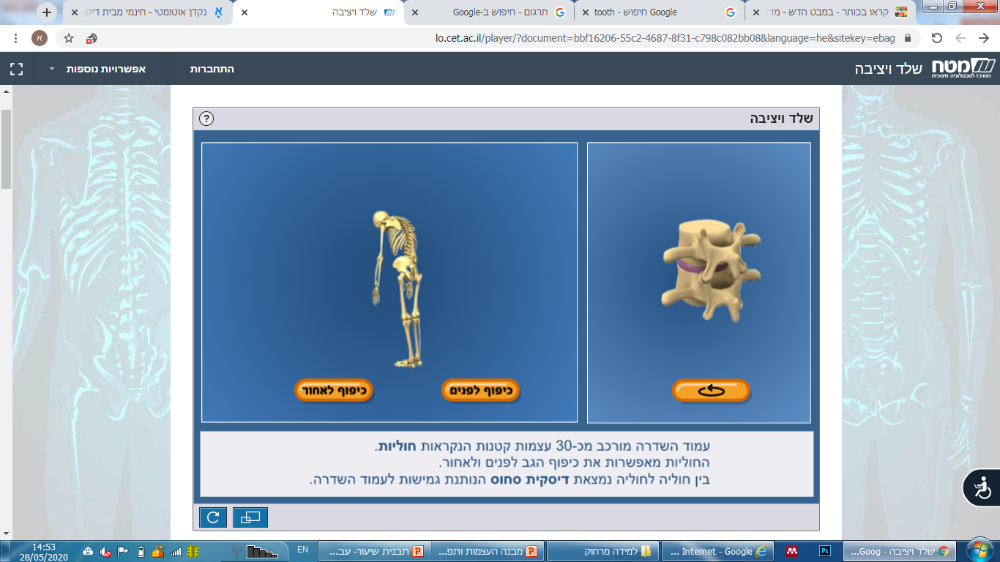 קראו בכותר - במבט חדש - מד
tooth - חיפוש Google
תרגום - חיפוש ב-Google
שלד ויציבה
נקדן אוטומטי - חינמי מבית דיק
lo.cet.ac.il/player/?document=bbf16206-55c2-4687-8f31-c798c082bb08&language=he&sitekey=ebag
א
מטח
המרכז לטכנולוגיה חינוכית
שלד ויציבה
התחברות
אפשרויות נוספות
שלד ויציבה
?
כיפוף לפנים
כיפוף לאחור
עמוד השדרה מורכב מכ-30 עצמות קטנות הנקראות חוליות.
החוליות מאפשרות את כיפוף הגב לפנים ולאחור.
בין חוליה לחוליה נמצאת דיסקית סחוס הנותנת גמישות לעמוד השדרה.
שלד ויציבה - Goog...
Ps
Internet - Google ...
למידה מרחוק
מבנה העצמות ותפ...
תבנית שיעור- עב...
EN
14:53
28/05/2020